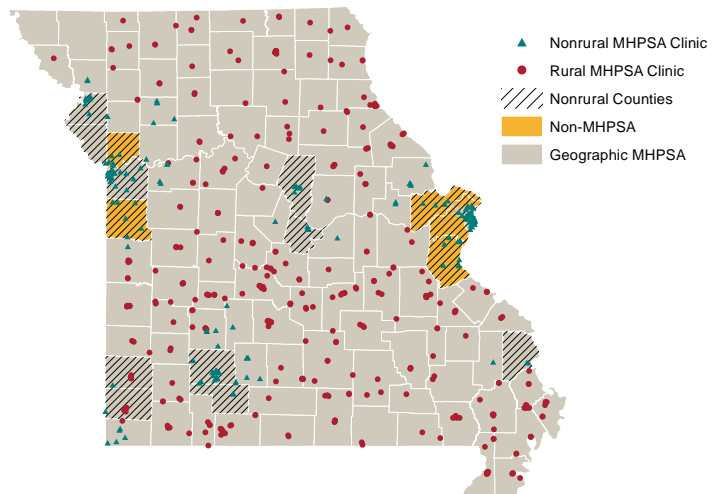 Nonrural MHPSA Clinic
Rural MHPSA Clinic
Nonrural Counties
Non-MHPSA
Geographic MHPSA